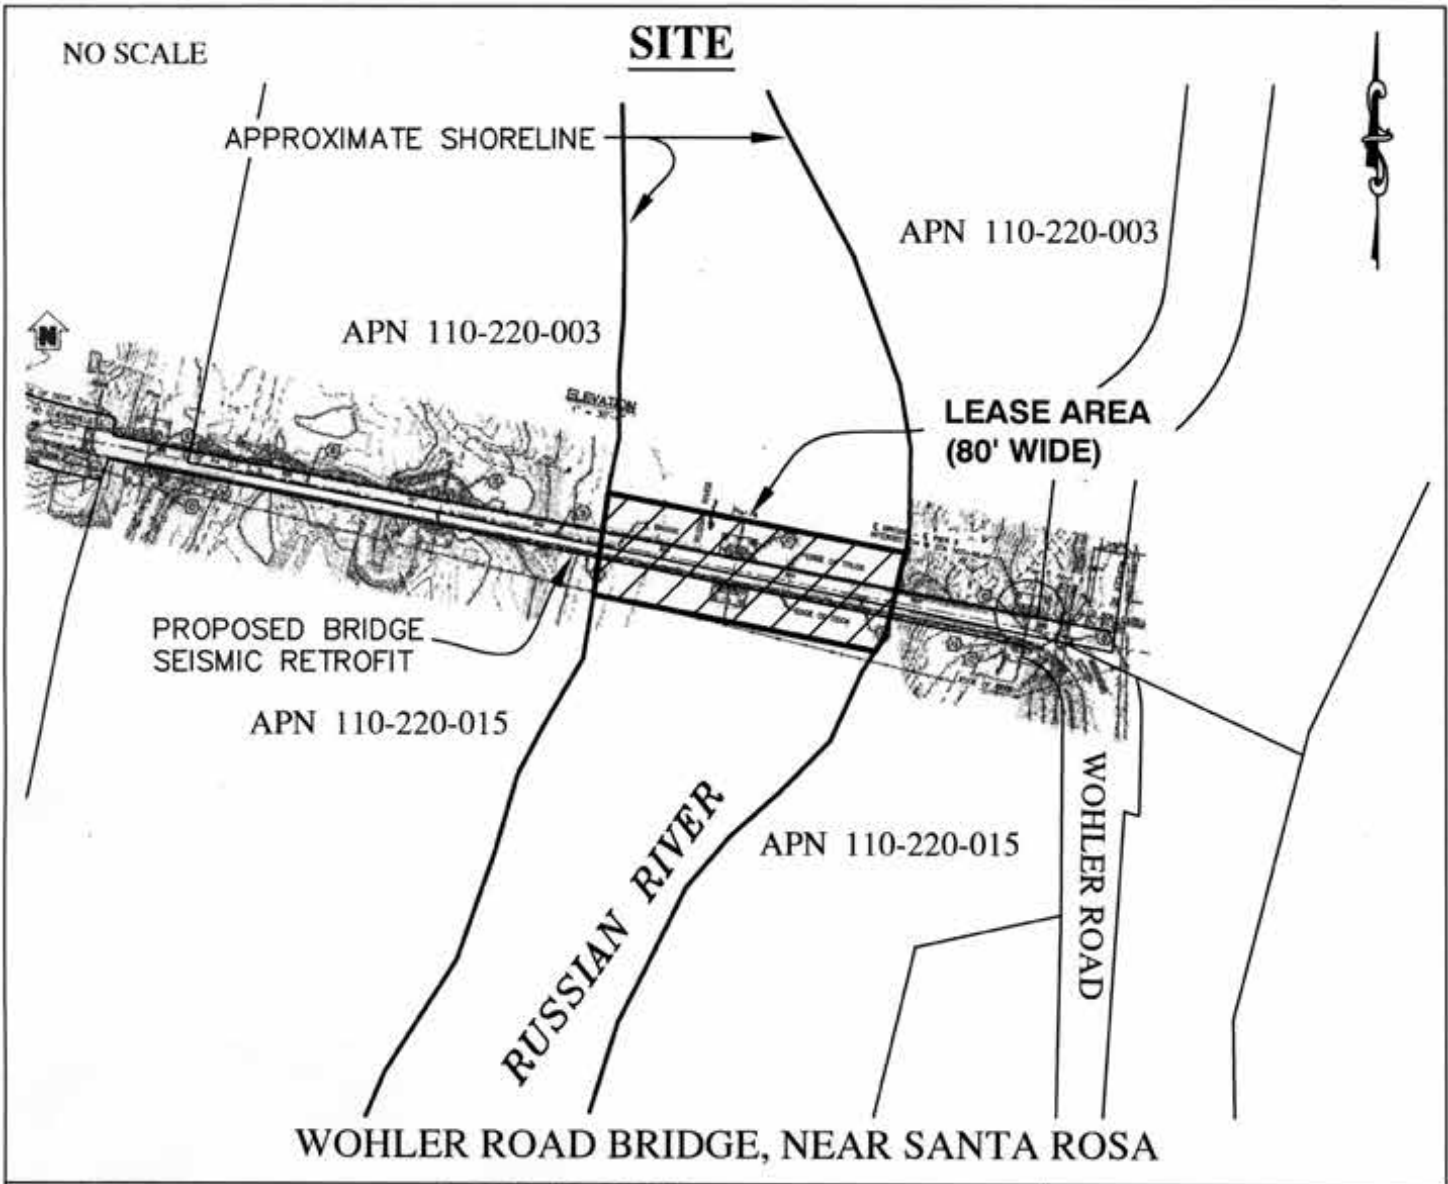 NO SCALE
SITE
APPROXIMATE SHORELINE
APN 110-220-003
APN 110-220-003
N
ELEVATION
LEASE AREA
(80' WIDE)
PROPOSED BRIDGE
SEISMIC RETROFIT
APN 110-220-015
RUSSIAN RIVER
APN 110-220-015
WOHLER ROAD
WOHLER ROAD BRIDGE, NEAR SANTA ROSA